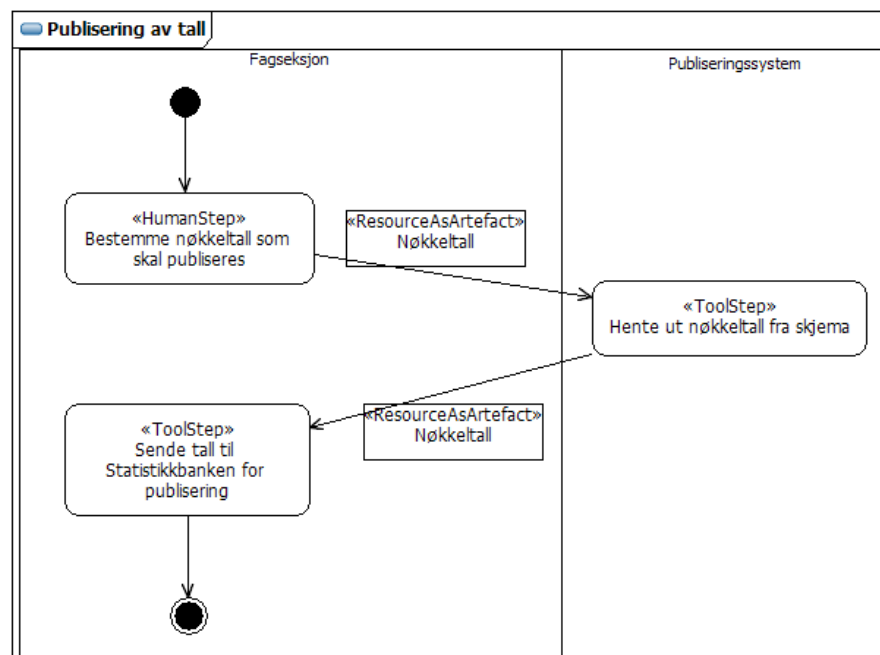 Publisering av tall
Fagseksjon
Publiseringssystem
«HumanStep»
Bestemme nøkkeltall som
skal publiseres
«ResourceAsArtefact»
Nøkkeltall
«ToolStep»
Hente ut nøkkeltall fra skjema
«ResourceAsArtefact»
Nøkkeltall
«ToolStep»
Sende tall til
Statistikkbanken for
publisering